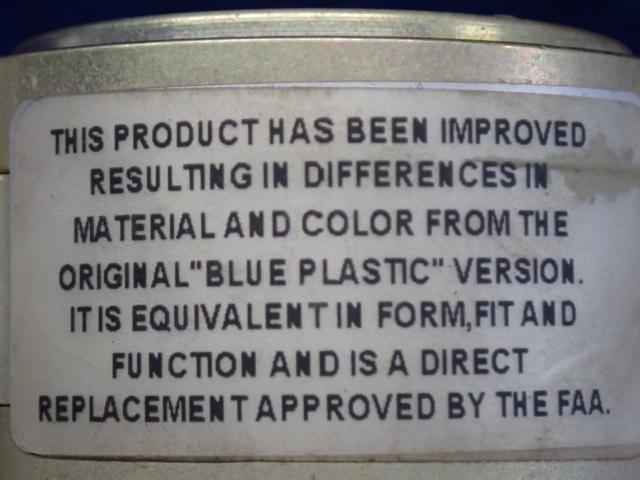 THIS PRODUCT HAS BEEN IMPROVED
RESULTING IN DIFFERENCES IN
MATERIAL AND COLOR FROM THE
ORIGINAL "BLUE PLASTIC" VERSION.
IT IS EQUIVALENT IN FORM, FIT AND
FUNCTION AND IS A DIRECT
REPLACEMENT APPROVED BY THE FAA.